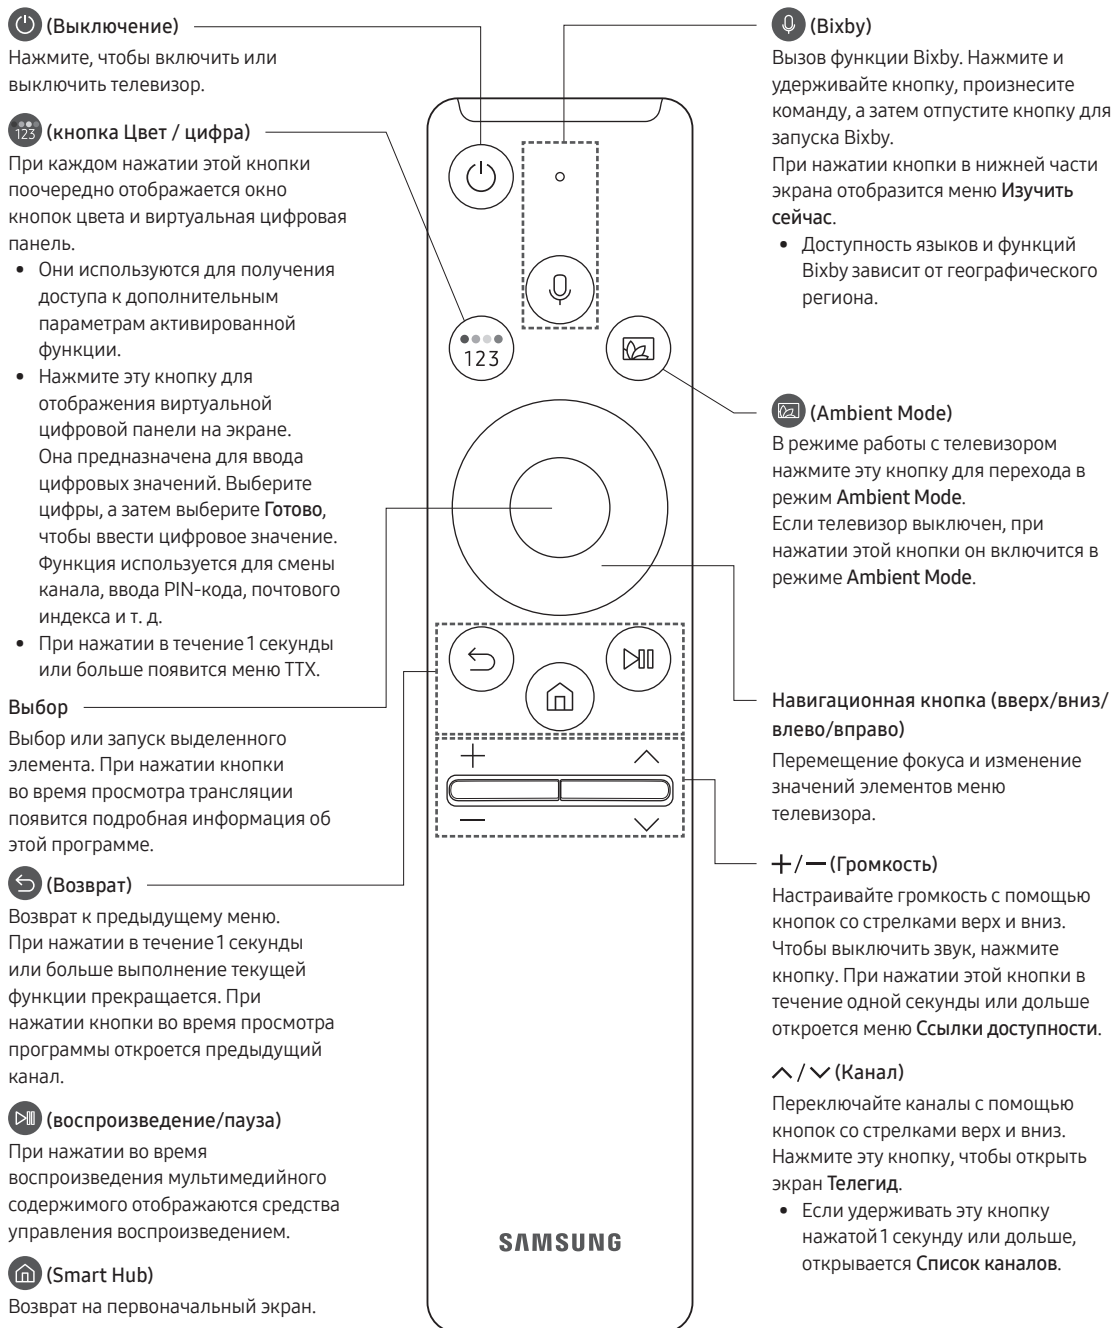 (Выключение)
Нажмите, чтобы включить или
выключить телевизор.
123 (кнопка Цвет / цифра)
При каждом нажатии этой кнопки
поочередно отображается окно
кнопок цвета и виртуальная цифровая
панель.
• Они используются для получения
доступа к дополнительным
параметрам активированной
функции.
• Нажмите эту кнопку для
отображения виртуальной
цифровой панели на экране.
Она предназначена для ввода
цифровых значений. Выберите
цифры, а затем выберите Готово,
чтобы ввести цифровое значение.
Функция используется для смены
канала, ввода PIN-кода, почтового
индекса и т. д.
• При нажатии в течение 1 секунды
или больше появится меню TTX.
Выбор
Выбор или запуск выделенного
элемента. При нажатии кнопки
во время просмотра трансляции
появится подробная информация об
этой программе.
(Возврат)
Возврат к предыдущему меню.
При нажатии в течение 1 секунды
или больше выполнение текущей
функции прекращается. При
нажатии кнопки во время просмотра
программы откроется предыдущий
канал.
(воспроизведение/пауза)
При нажатии во время
воспроизведения мультимедийного
содержимого отображаются средства
управления воспроизведением.
(Smart Hub)
Возврат на первоначальный экран.
123
SAMSUNG
(Bixby)
Вызов функции Bixby. Нажмите и
удерживайте кнопку, произнесите
команду, а затем отпустите кнопку для
запуска Bixby.
При нажатии кнопки в нижней части
экрана отобразится меню Изучить
сейчас.
• Доступность языков и функций
Bixby зависит от географического
региона.
(Ambient Mode)
В режиме работы с телевизором
нажмите эту кнопку для перехода в
режим Ambient Mode.
Если телевизор выключен, при
нажатии этой кнопки он включится в
режиме Ambient Mode.
Навигационная кнопка (вверх/вниз/
влево/вправо)
Перемещение фокуса и изменение
значений элементов меню
телевизора.
+/— (Громкость)
Настраивайте громкость с помощью
кнопок со стрелками верх и вниз.
Чтобы выключить звук, нажмите
кнопку. При нажатии этой кнопки в
течение одной секунды или дольше
откроется меню Ссылки доступности.
/ (Канал)
Переключайте каналы с помощью
кнопок со стрелками верх и вниз.
Нажмите эту кнопку, чтобы открыть
экран Телегид.
• Если удерживать эту кнопку
нажатой 1 секунду или дольше,
открывается Список каналов.